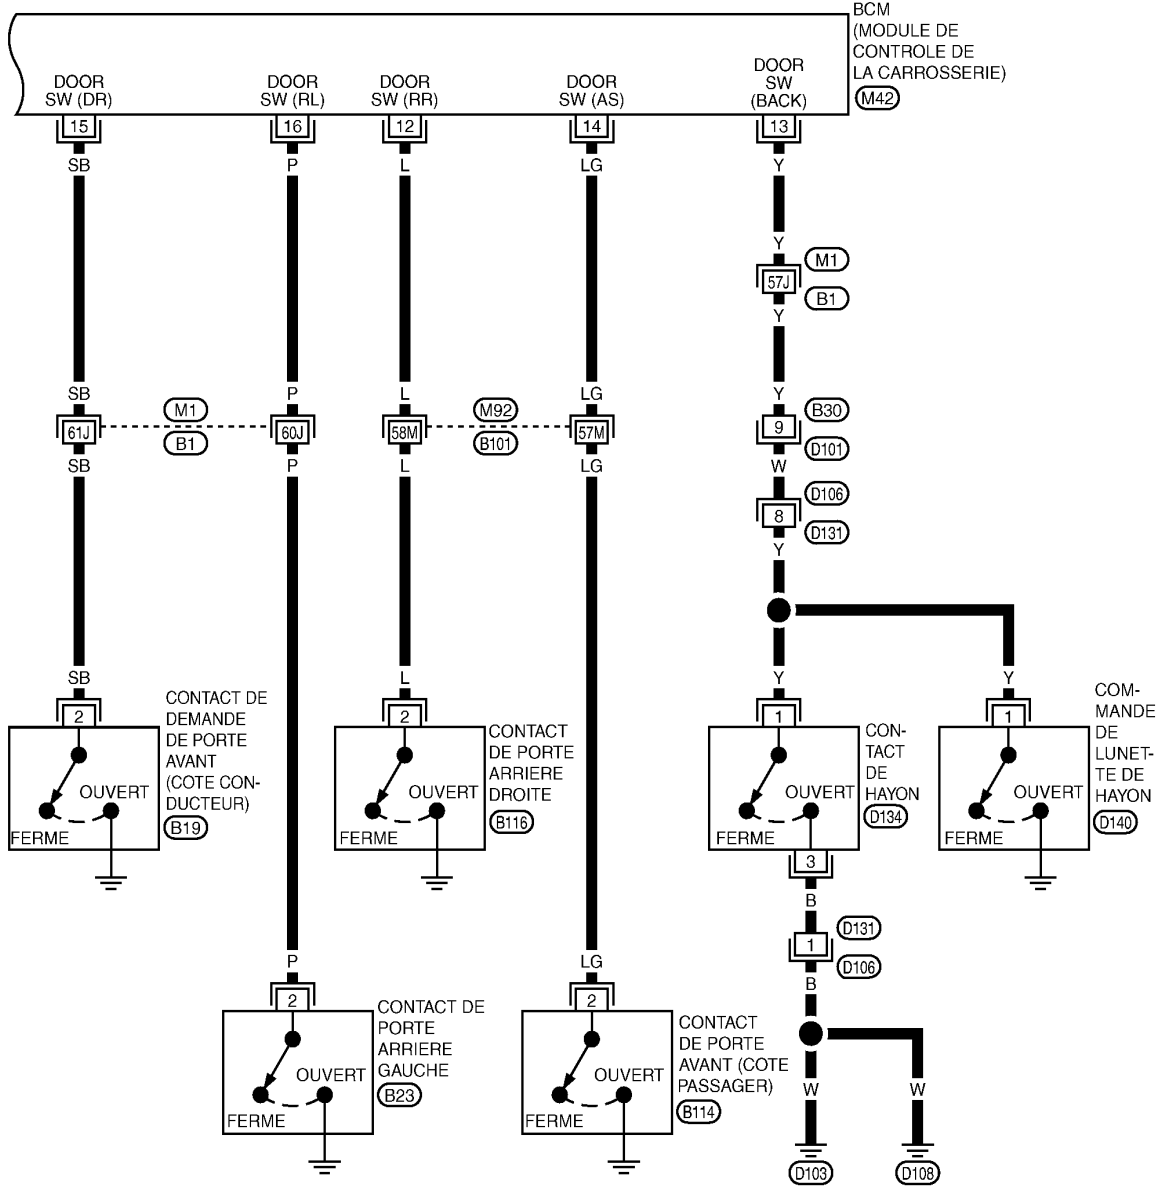 BCM
(MODULE DE
CONTROLE DE
LA CARROSSERIE)
M42
DOOR
SW (DR)
DOOR
SW (RL)
DOOR
SW (RR)
DOOR
SW (AS)
DOOR
SW
(BACK)
15
16
12
14
13
SB
P
L
LG
Y
Y
M1
57J
B1
Y
SB
P
L
LG
Y
M1
M92
B30
61J
60J
58M
57M
9
B1
B101
D101
SB
P
L
LG
W
D106
8
D131
Y
SB
L
Y
Y
2
2
1
1
CONTACT DE
DEMANDE
DE PORTE
AVANT
(COTE CON-
DUCTEUR)
B19
OUVERT
FERME
CONTACT
DE PORTE
ARRIERE
DROITE
B116
OUVERT
FERME
CON-
TACT
DE
HAYON
D134
OUVERT
FERME
COM-
MANDE
DE
LUNET-
TE DE
HAYON
D140
OUVERT
FERME
3
B
D131
1
D106
B
P
LG
2
2
CONTACT DE
PORTE
ARRIERE
GAUCHE
B23
OUVERT
FERME
CONTACT
DE PORTE
AVANT (COTE
PASSAGER)
B114
OUVERT
FERME
W
W
D103
D108